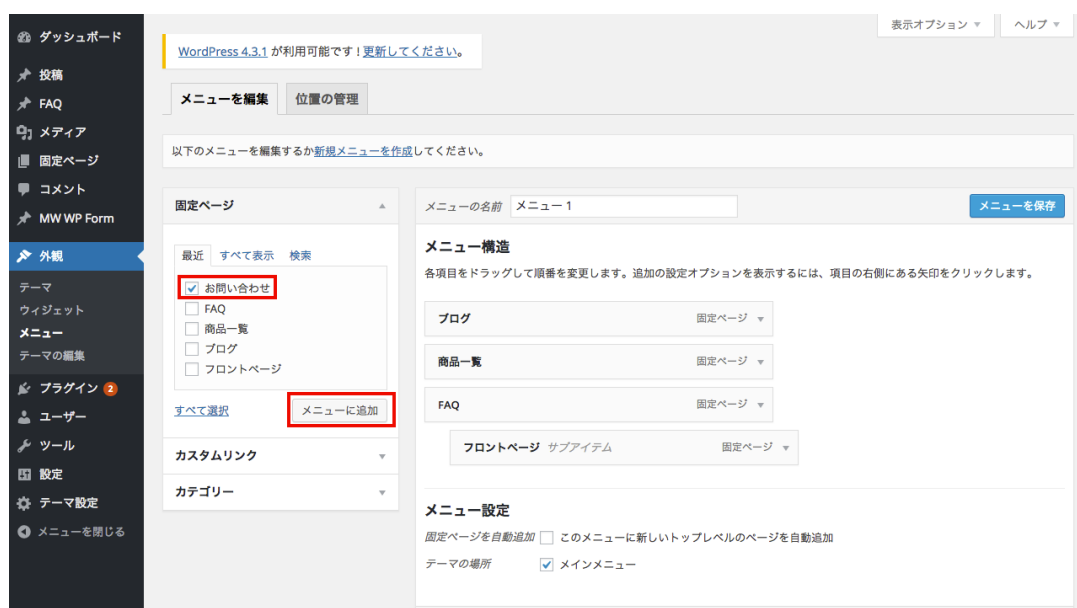 ダッシュボード
投稿
FAQ
メディア
固定ページ
コメント
MW WP Form
外観
テーマ
ウィジェット
メニュー
テーマの編集
プラグイン 2
ユーザー
ツール
設定
テーマ設定
メニューを閉じる
表示オプション
ヘルプ
WordPress 4.3.1 が利用可能です ! 更新してください。
メニューを編集
位置の管理
以下のメニューを編集するか新規メニューを作成してください。
固定ページ
最近 すべて表示 検索
お問い合わせ
FAQ
商品一覧
ブログ
フロントページ
すべて選択
メニューに追加
カスタムリンク
カテゴリー
メニューの名前 メニュー 1
メニューを保存
メニュー構造
各項目をドラッグして順番を変更します。追加の設定オプションを表示するには、項目の右側にある矢印をクリックします。
ブログ 固定ページ
商品一覧 固定ページ
FAQ 固定ページ
フロントページ サブアイテム 固定ページ
メニュー設定
固定ページを自動追加 このメニューに新しいトップレベルのページを自動追加
テーマの場所 メインメニュー